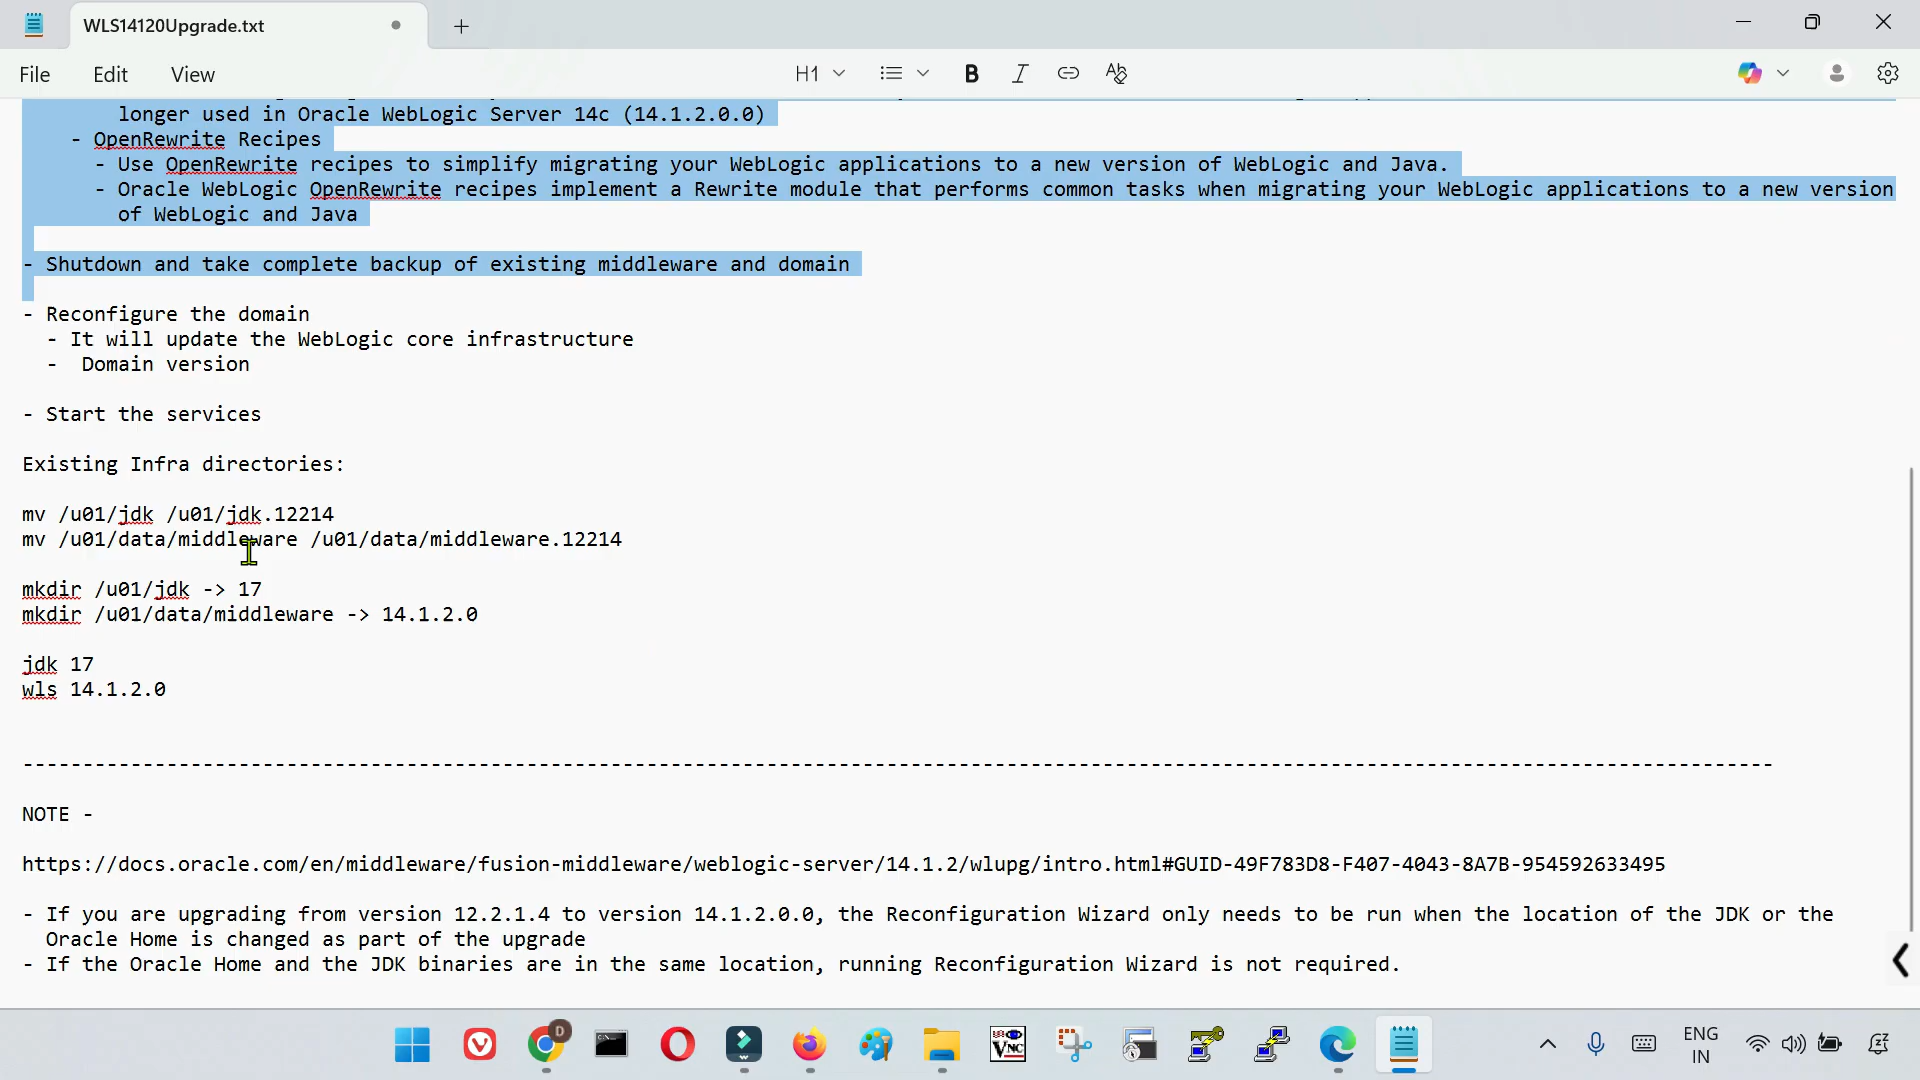 WLS14120Upgrade.txt
File
Edit
View
H1
longer used in Oracle WebLogic Server 14c (14.1.2.0.0)
- OpenRewrite Recipes
- Use OpenRewrite recipes to simplify migrating your WebLogic applications to a new version of WebLogic and Java.
- Oracle WebLogic OpenRewrite recipes implement a Rewrite module that performs common tasks when migrating your WebLogic applications to a new version
of WebLogic and Java
- Shutdown and take complete backup of existing middleware and domain
- Reconfigure the domain
- It will update the WebLogic core infrastructure
- Domain version
- Start the services
Existing Infra directories:
mv /u01/jdk /u01/jdk.12214
mv /u01/data/middleware /u01/data/middleware.12214
mkdir /u01/jdk -> 17
mkdir /u01/data/middleware -> 14.1.2.0
jdk 17
wls 14.1.2.0
--------------------------------------------------------------------------------------------------------------------------------------------------
NOTE -
https://docs.oracle.com/en/middleware/fusion-middleware/weblogic-server/14.1.2/wlupg/intro.html#GUID-49F783D8-F407-4043-8A7B-954592633495
- If you are upgrading from version 12.2.1.4 to version 14.1.2.0.0, the Reconfiguration Wizard only needs to be run when the location of the JDK or the
Oracle Home is changed as part of the upgrade
- If the Oracle Home and the JDK binaries are in the same location, running Reconfiguration Wizard is not required.
D
VNC
ENG
IN